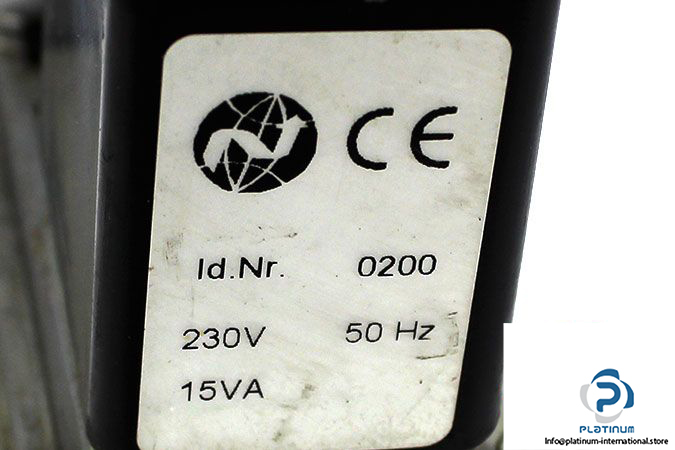 CE
Id.Nr. 0200
230V 50 Hz
15VA
PLATINUM
Info@platinum-international.store